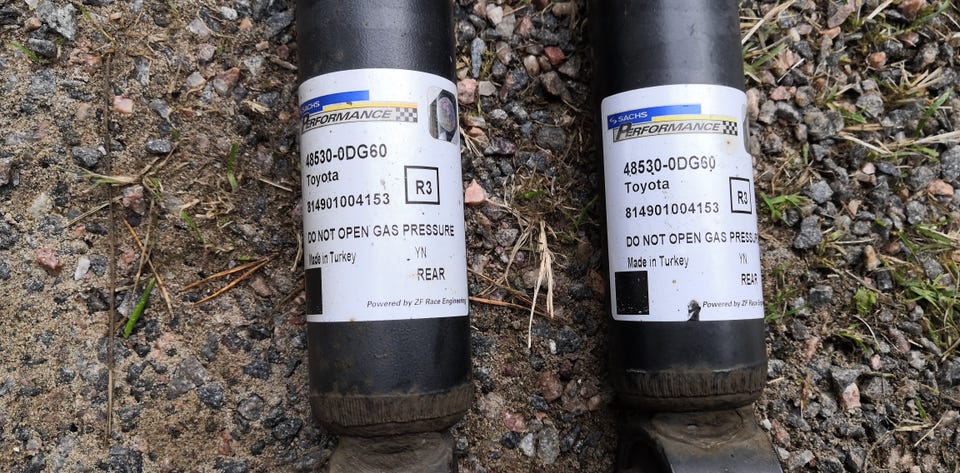 SACHS
PERFORMANCE
48530-0DG60
Toyota
R3
814901004153
DO NOT OPEN GAS PRESSURE
Made in Turkey YN
REAR
Powered by ZF Race Engineering
SACHS
PERFORMANCE
48530-0DG60
Toyota
R3
814901004153
DO NOT OPEN GAS PRESSUR
Made in Turkey YN
REAR
Powered by ZF Race